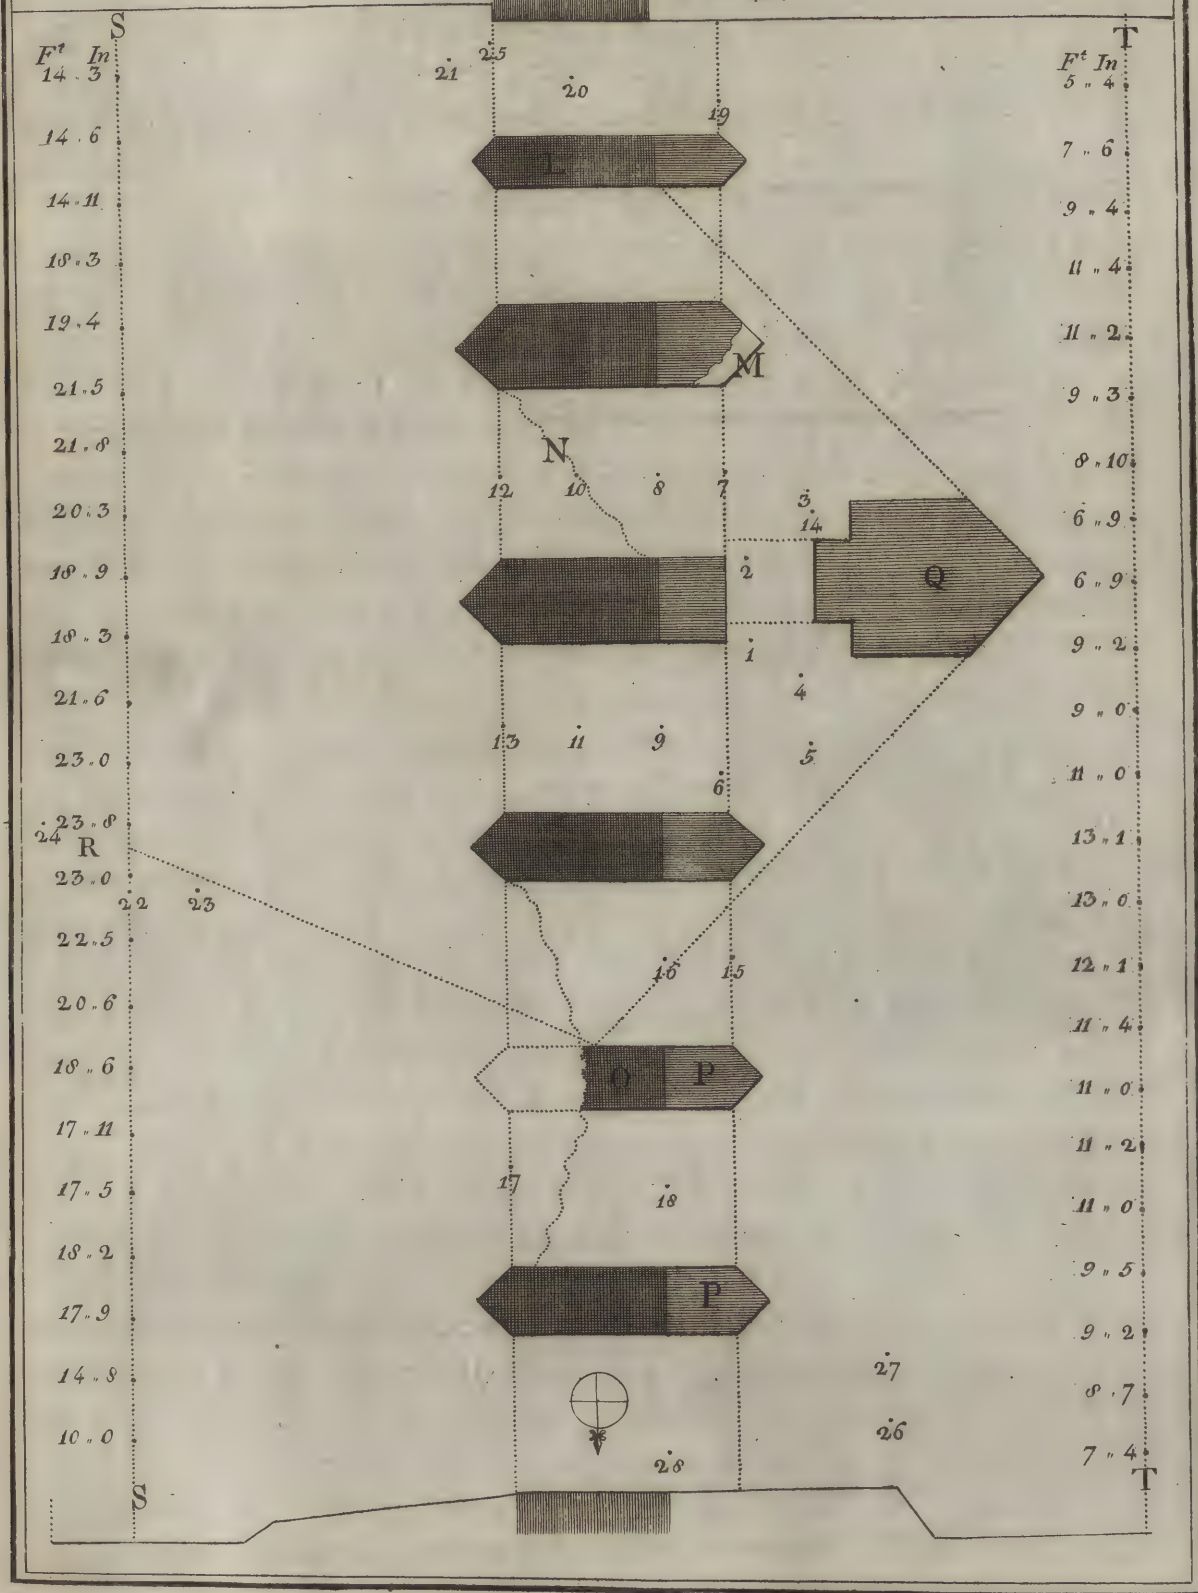 S
T
F.t In
14 . 3
14 . 6
14 .. 11
18 .. 3
19 .. 4
21 .. 5
21 .. 8
20 . 3
18 .. 9
18 .. 3
21 .. 6
23 .. 0
23 .. 8
24
R
23 .. 0
22
23
22 .. 5
20 .. 6
18 .. 6
17 .. 11
17 .. 5
18 .. 2
17 .. 9
14 .. 8
10 .. 0
S
21
25
20
19
L
M
N
12
10
8
7
3
14
2
Q
1
4
13
11
9
5
6
16
15
O
P
17
18
P
27
26
28
F.t In
5 .. 4
7 .. 6
9 .. 4
11 .. 4
11 .. 2
9 .. 3
8 .. 10
6 .. 9
6 .. 9
9 .. 2
9 .. 0
11 .. 0
13 .. 1
13 .. 0
12 .. 1
11 .. 4
11 .. 0
11 .. 2
11 .. 0
9 .. 5
9 .. 2
8 .. 7
7 .. 4
T